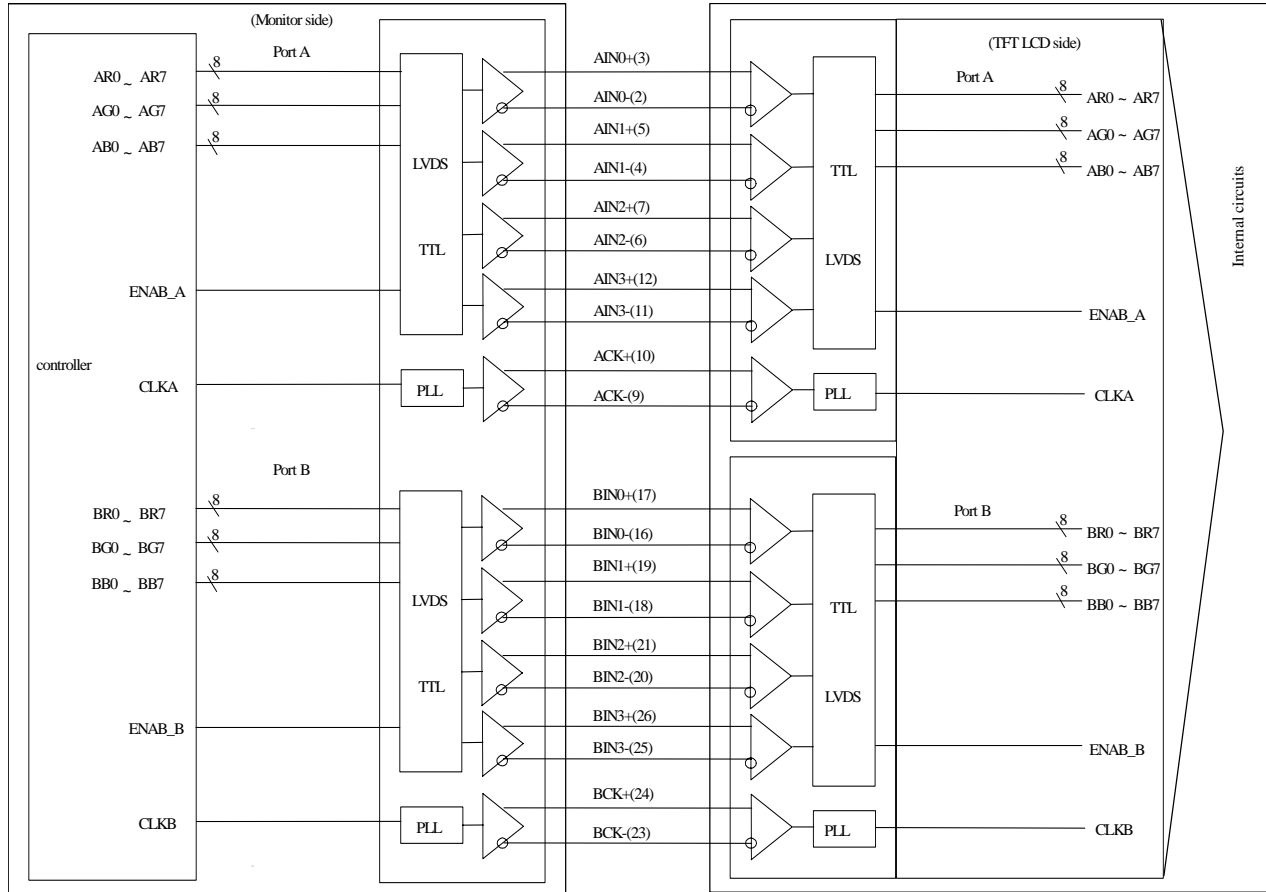 (Monitor side)
Port A
8
AR0 ~ AR7
8
AG0 ~ AG7
8
AB0 ~ AB7
LVDS
TTL
ENAB_A
controller
CLKA
PLL
Port B
8
BR0 ~ BR7
8
BG0 ~ BG7
8
BB0 ~ BB7
LVDS
TTL
ENAB_B
CLKB
PLL
AIN0+(3)
AIN0-(2)
AIN1+(5)
AIN1-(4)
AIN2+(7)
AIN2-(6)
AIN3+(12)
AIN3-(11)
ACK+(10)
ACK-(9)
BIN0+(17)
BIN0-(16)
BIN1+(19)
BIN1-(18)
BIN2+(21)
BIN2-(20)
BIN3+(26)
BIN3-(25)
BCK+(24)
BCK-(23)
(TFT LCD side)
Port A
8
AR0 ~ AR7
8
AG0 ~ AG7
8
AB0 ~ AB7
TTL
LVDS
ENAB_A
PLL
CLKA
Port B
8
BR0 ~ BR7
8
BG0 ~ BG7
8
BB0 ~ BB7
TTL
LVDS
ENAB_B
PLL
CLKB
Internal circuits